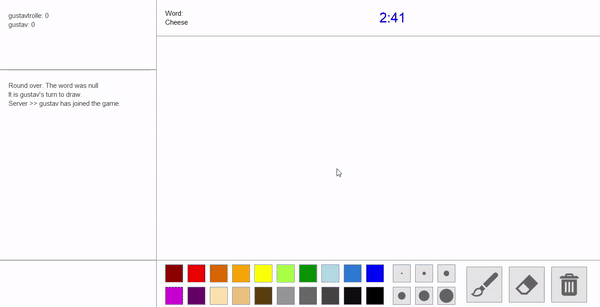 gustavtrolle: 0
gustav: 0
Word:
Cheese
2:41
Round over. The word was null
It is gustav's turn to draw.
Server >> gustav has joined the game.